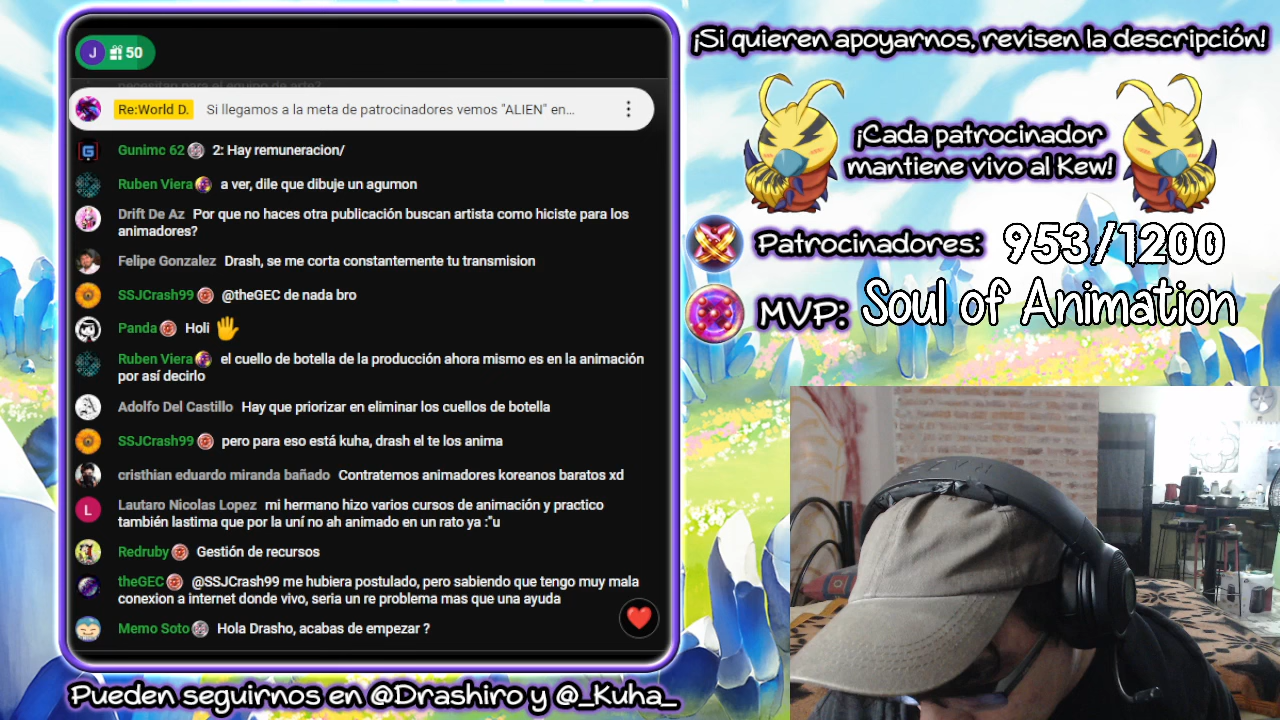 ¡Si quieren apoyarnos, revisen la descripción!
J 50
necesitan para el equipo de arte?
Re:World D. Si llegamos a la meta de patrocinadores vemos "ALIEN" en...
Gunimc 62 2: Hay remuneracion/
Ruben Viera a ver, dile que dibuje un agumon
Drift De Az Por que no haces otra publicación buscan artista como hiciste para los
animadores?
Felipe Gonzalez Drash, se me corta constantemente tu transmision
SSJCrash99 @theGEC de nada bro
Panda Holi 🖐
Ruben Viera el cuello de botella de la producción ahora mismo es en la animación
por así decirlo
Adolfo Del Castillo Hay que priorizar en eliminar los cuellos de botella
SSJCrash99 pero para eso está kuha, drash el te los anima
cristhian eduardo miranda bañado Contratemos animadores koreanos baratos xd
L Lautaro Nicolas Lopez mi hermano hizo varios cursos de animación y practico
también lastima que por la uní no ah animado en un rato ya :"u
Redruby Gestión de recursos
theGEC @SSJCrash99 me hubiera postulado, pero sabiendo que tengo muy mala
conexion a internet donde vivo, seria un re problema mas que una ayuda
Memo Soto Hola Drasho, acabas de empezar ?
¡Cada patrocinador
mantiene vivo al Kew!
Patrocinadores: 953/1200
MVP: Soul of Animation
Pueden seguirnos en @Drashiro y @_Kuha_